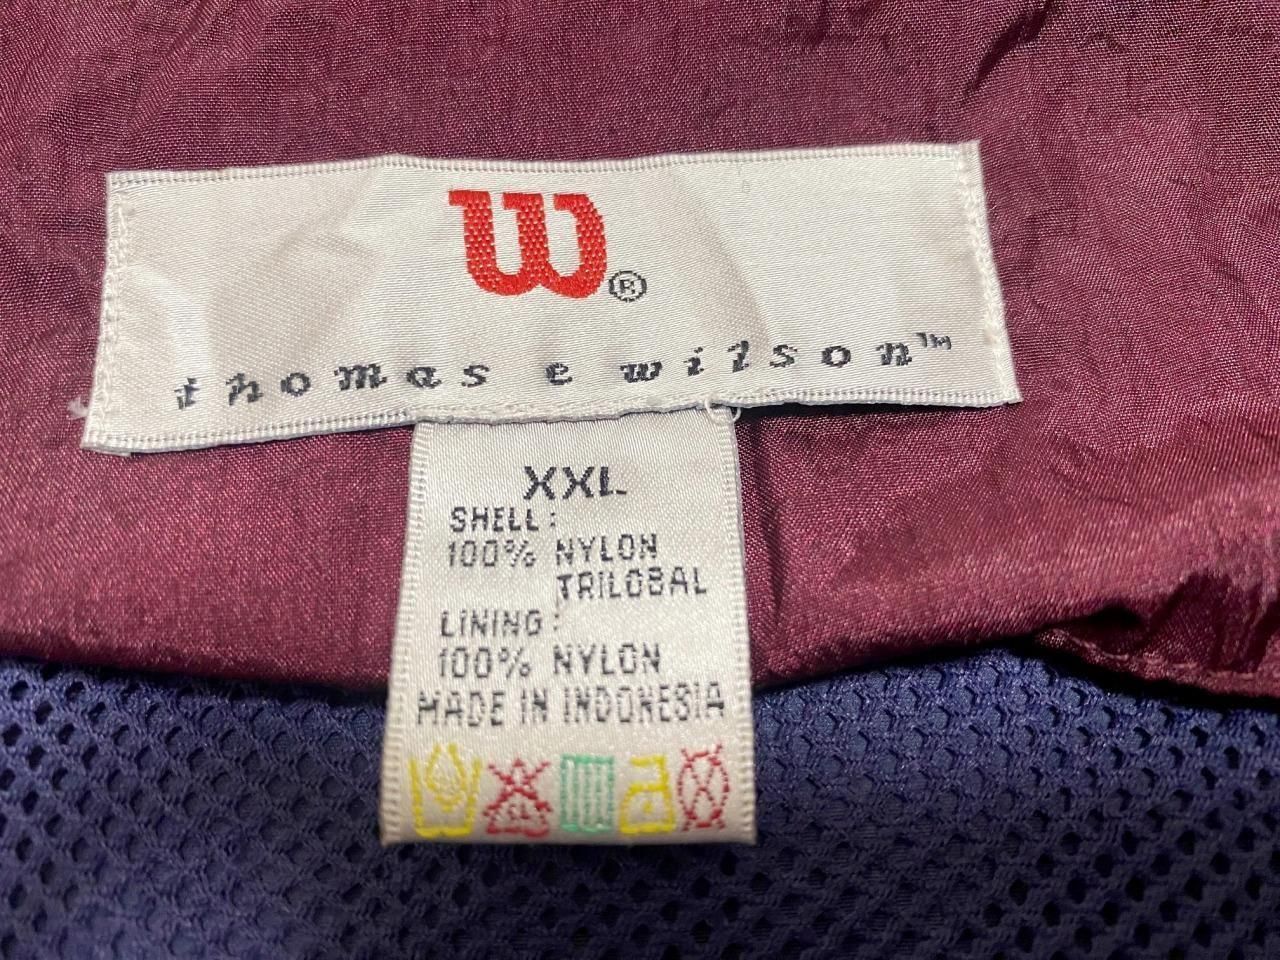 W®
thomas e wilson™
XXL
SHELL:
100% NYLON
TRILOBAL
LINING:
100% NYLON
MADE IN INDONESIA